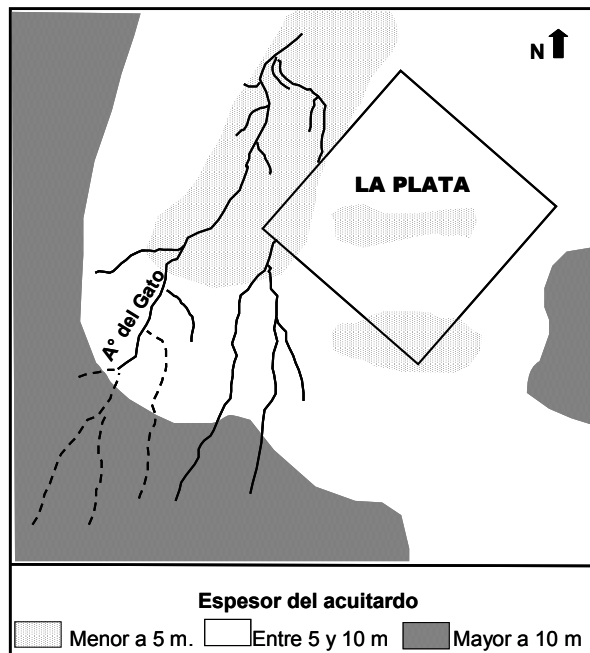 N
LA PLATA
A° del Gato
Espesor del acuitardo
Menor a 5 m. Entre 5 y 10 m Mayor a 10 m